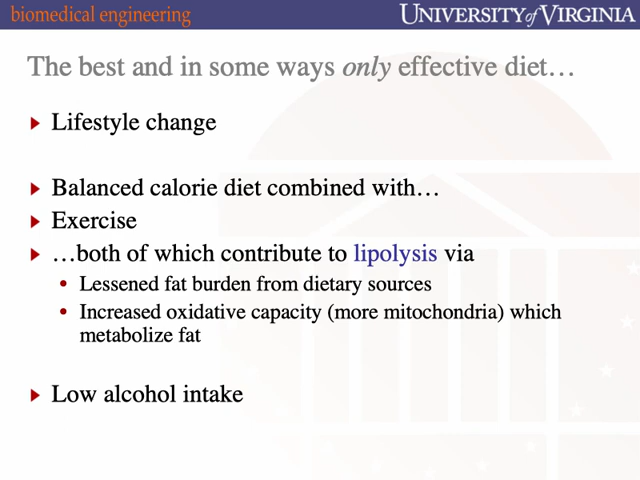 biomedical engineering
UNIVERSITY of VIRGINIA
The best and in some ways only effective diet…
Lifestyle change
Balanced calorie diet combined with…
Exercise
…both of which contribute to lipolysis via
Lessened fat burden from dietary sources
Increased oxidative capacity (more mitochondria) which
metabolize fat
Low alcohol intake